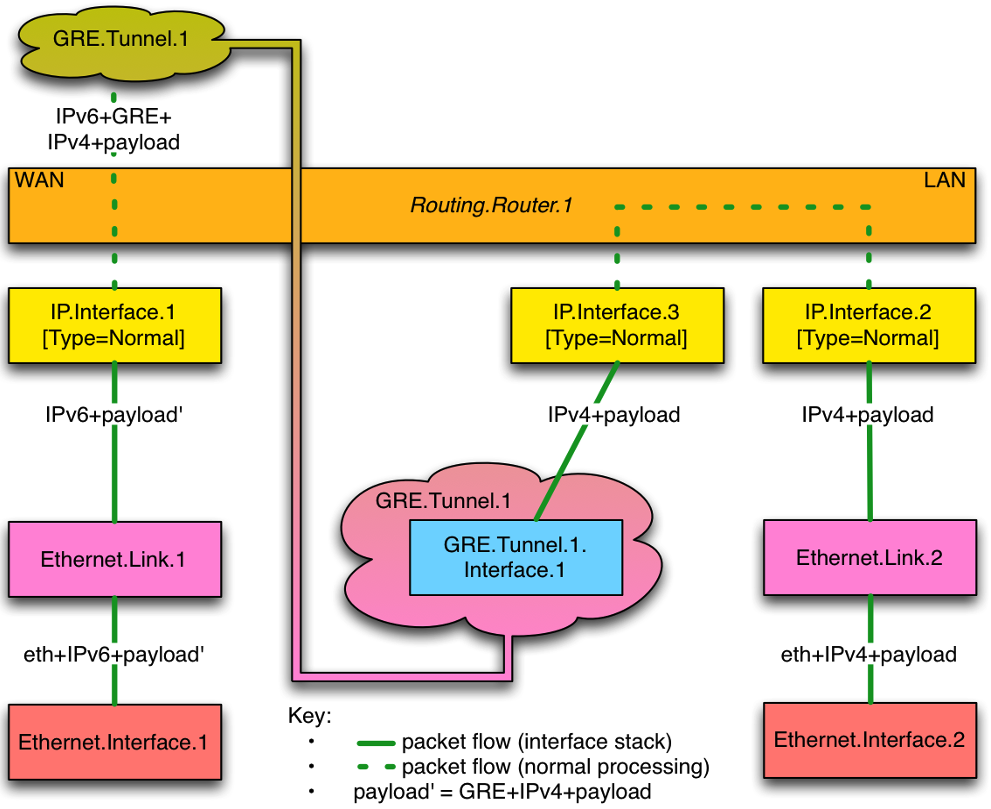 GRE.Tunnel.1
IPv6+GRE+
IPv4+payload
WAN
LAN
Routing.Router.1
IP.Interface.1
[Type=Normal]
IP.Interface.3
[Type=Normal]
IP.Interface.2
[Type=Normal]
IPv6+payload'
IPv4+payload
IPv4+payload
GRE.Tunnel.1
GRE.Tunnel.1.
Interface.1
Ethernet.Link.1
Ethernet.Link.2
eth+IPv6+payload'
eth+IPv4+payload
Ethernet.Interface.1
Ethernet.Interface.2
Key:
· packet flow (interface stack)
· packet flow (normal processing)
· payload' = GRE+IPv4+payload